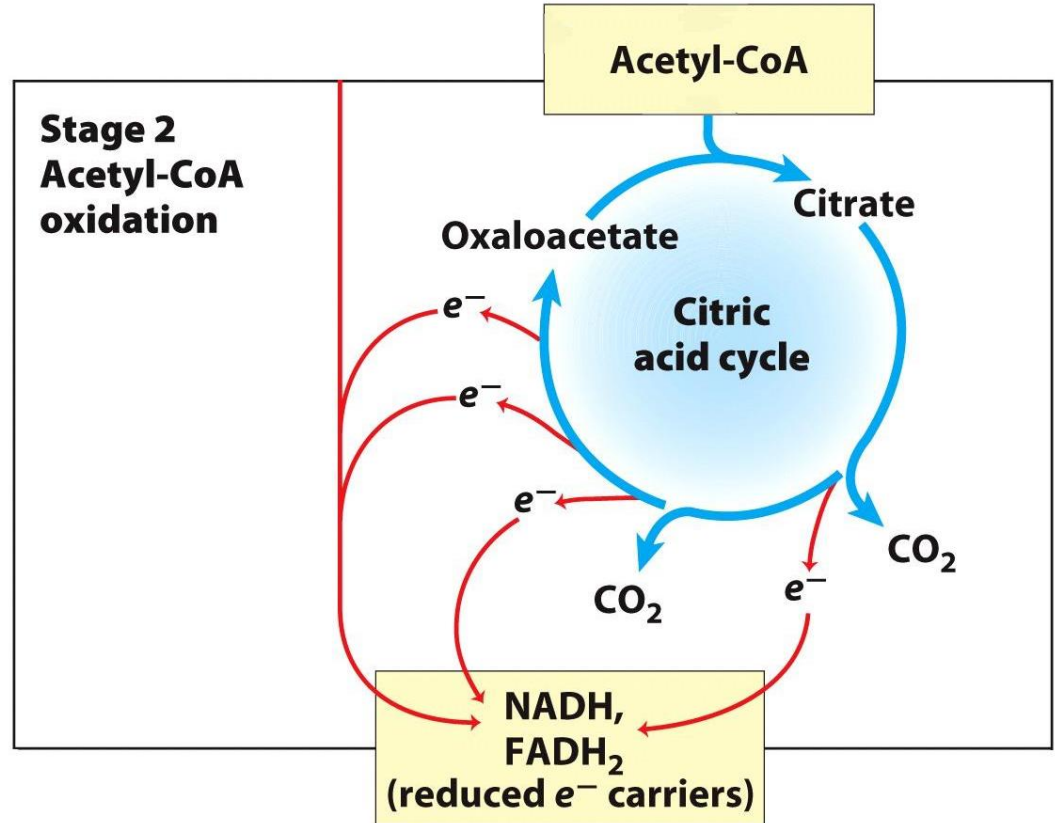 Acetyl-CoA
Stage 2
Acetyl-CoA
oxidation
Citrate
Oxaloacetate
Citric
acid cycle
e⁻
e⁻
e⁻
CO₂
e⁻
CO₂
NADH,
FADH₂
(reduced e⁻ carriers)